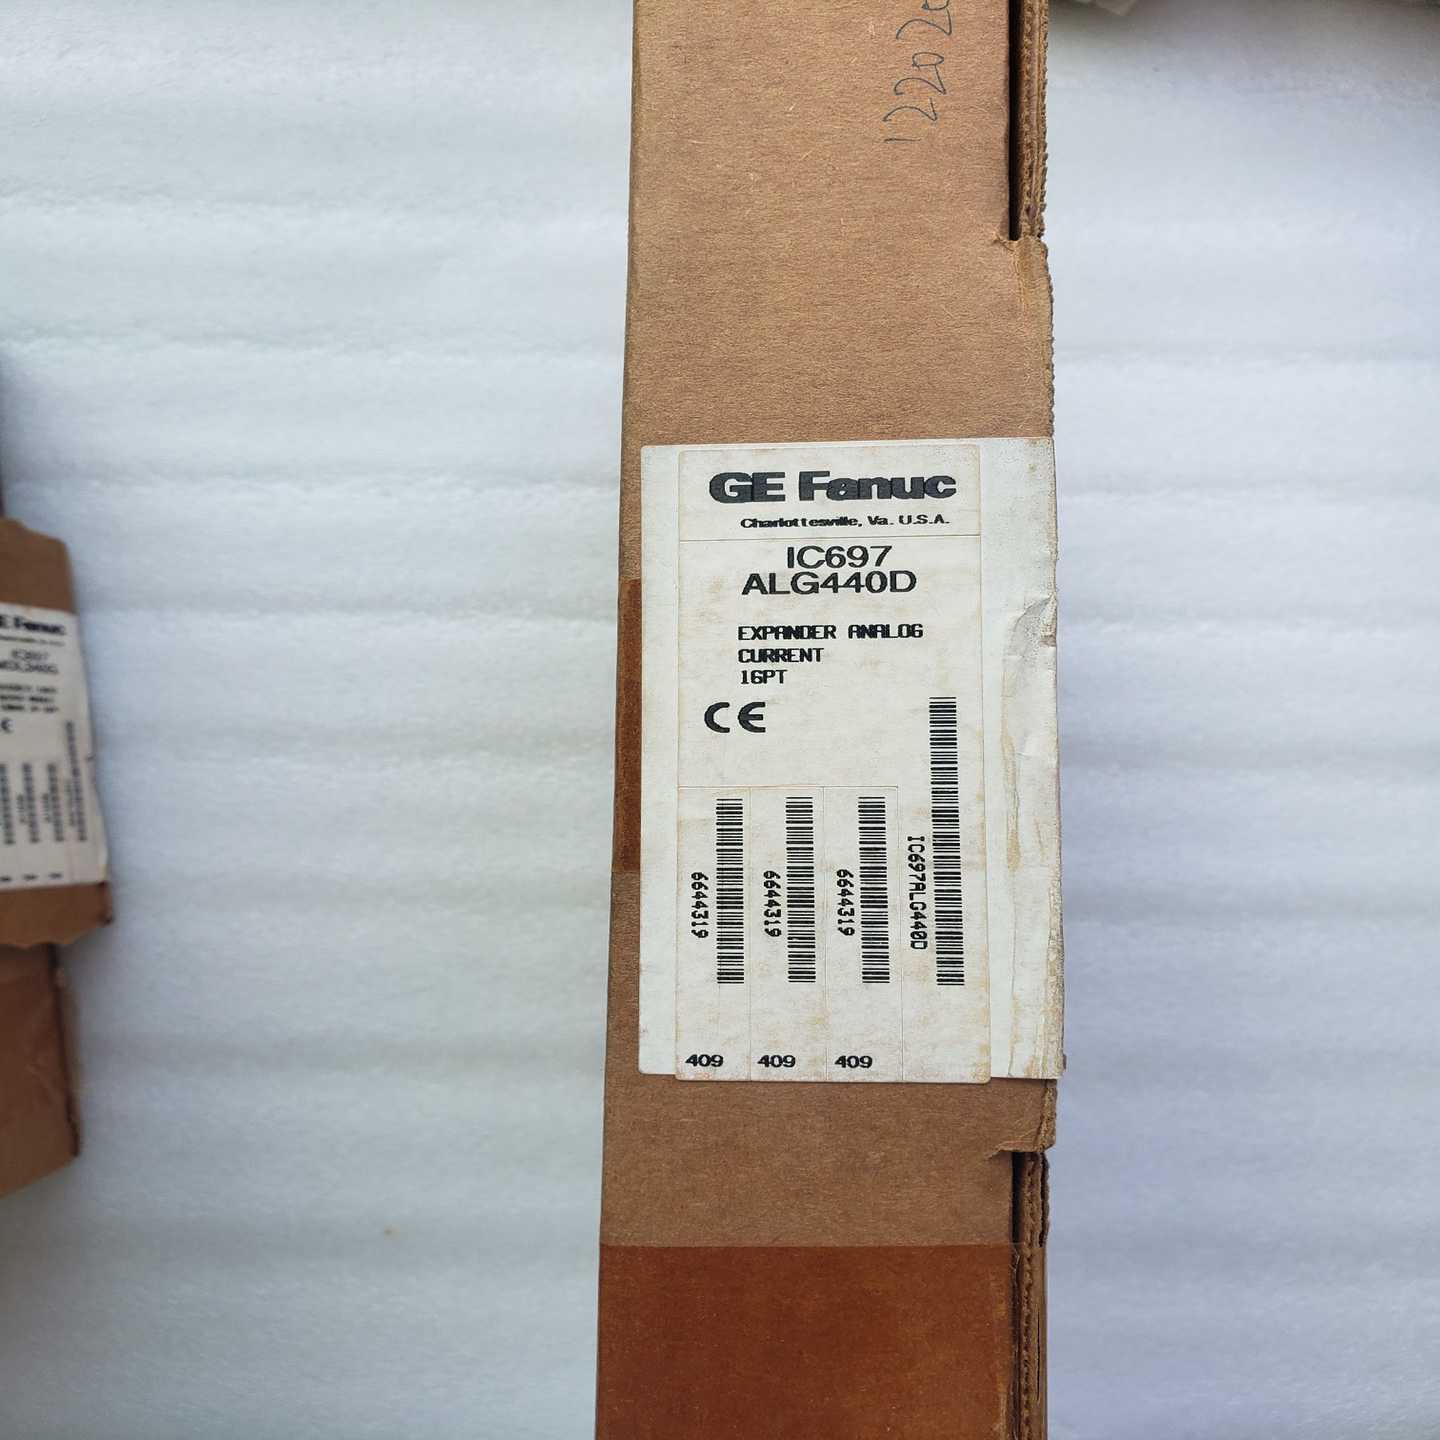 12202
GE Fanuc
Charlottesville, Va. U.S.A.
IC697
ALG440D
EXPANDER ANALOG
CURRENT
16PT
CE
6644319
6644319
6644319
IC697ALG440D
409
409
409
E Fanuc
IC697